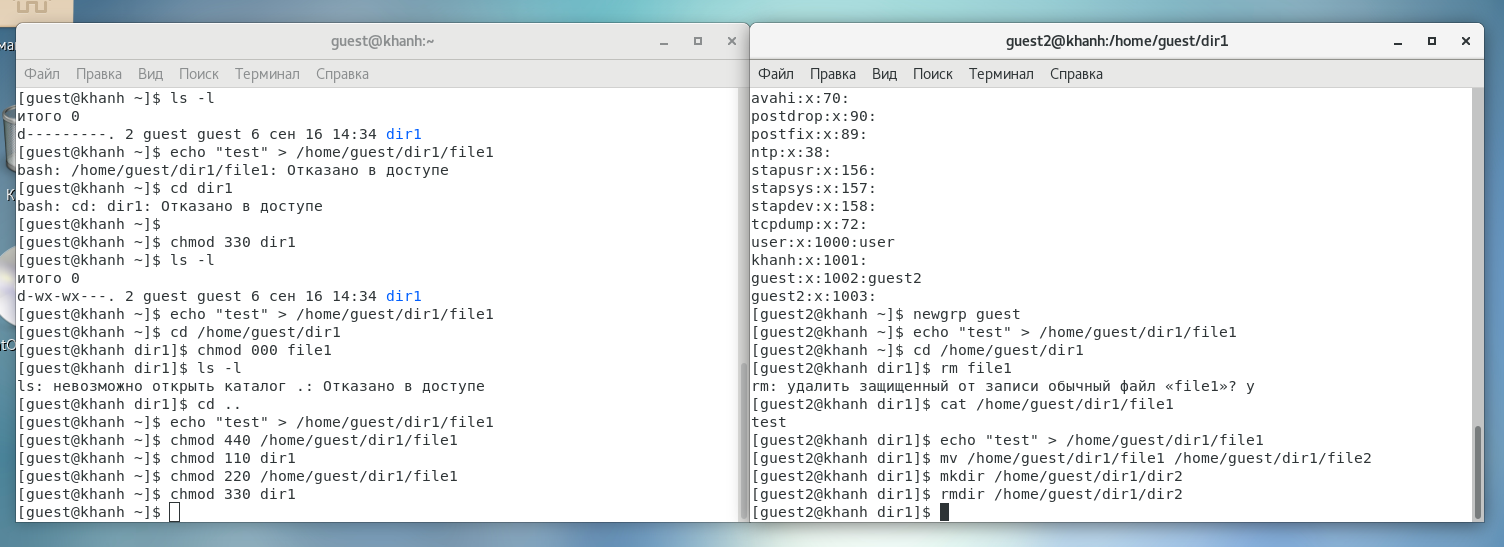 guest@khanh:~
Файл Правка Вид Поиск Терминал Справка
[guest@khanh ~]$ ls -l
итого 0
d---------. 2 guest guest 6 сен 16 14:34 dir1
[guest@khanh ~]$ echo "test" > /home/guest/dir1/file1
bash: /home/guest/dir1/file1: Отказано в доступе
[guest@khanh ~]$ cd dir1
bash: cd: dir1: Отказано в доступе
[guest@khanh ~]$
[guest@khanh ~]$ chmod 330 dir1
[guest@khanh ~]$ ls -l
итого 0
d-wx-wx---. 2 guest guest 6 сен 16 14:34 dir1
[guest@khanh ~]$ echo "test" > /home/guest/dir1/file1
[guest@khanh ~]$ cd /home/guest/dir1
[guest@khanh dir1]$ chmod 000 file1
[guest@khanh dir1]$ ls -l
ls: невозможно открыть каталог .: Отказано в доступе
[guest@khanh dir1]$ cd ..
[guest@khanh ~]$ echo "test" > /home/guest/dir1/file1
[guest@khanh ~]$ chmod 440 /home/guest/dir1/file1
[guest@khanh ~]$ chmod 110 dir1
[guest@khanh ~]$ chmod 220 /home/guest/dir1/file1
[guest@khanh ~]$ chmod 330 dir1
[guest@khanh ~]$
guest2@khanh:/home/guest/dir1
Файл Правка Вид Поиск Терминал Справка
avahi:x:70:
postdrop:x:90:
postfix:x:89:
ntp:x:38:
stapusr:x:156:
stapsys:x:157:
stapdev:x:158:
tcpdump:x:72:
user:x:1000:user
khanh:x:1001:
guest:x:1002:guest2
guest2:x:1003:
[guest2@khanh ~]$ newgrp guest
[guest2@khanh ~]$ echo "test" > /home/guest/dir1/file1
[guest2@khanh ~]$ cd /home/guest/dir1
[guest2@khanh dir1]$ rm file1
rm: удалить защищенный от записи обычный файл «file1»? y
[guest2@khanh dir1]$ cat /home/guest/dir1/file1
test
[guest2@khanh dir1]$ echo "test" > /home/guest/dir1/file1
[guest2@khanh dir1]$ mv /home/guest/dir1/file1 /home/guest/dir1/file2
[guest2@khanh dir1]$ mkdir /home/guest/dir1/dir2
[guest2@khanh dir1]$ rmdir /home/guest/dir1/dir2
[guest2@khanh dir1]$